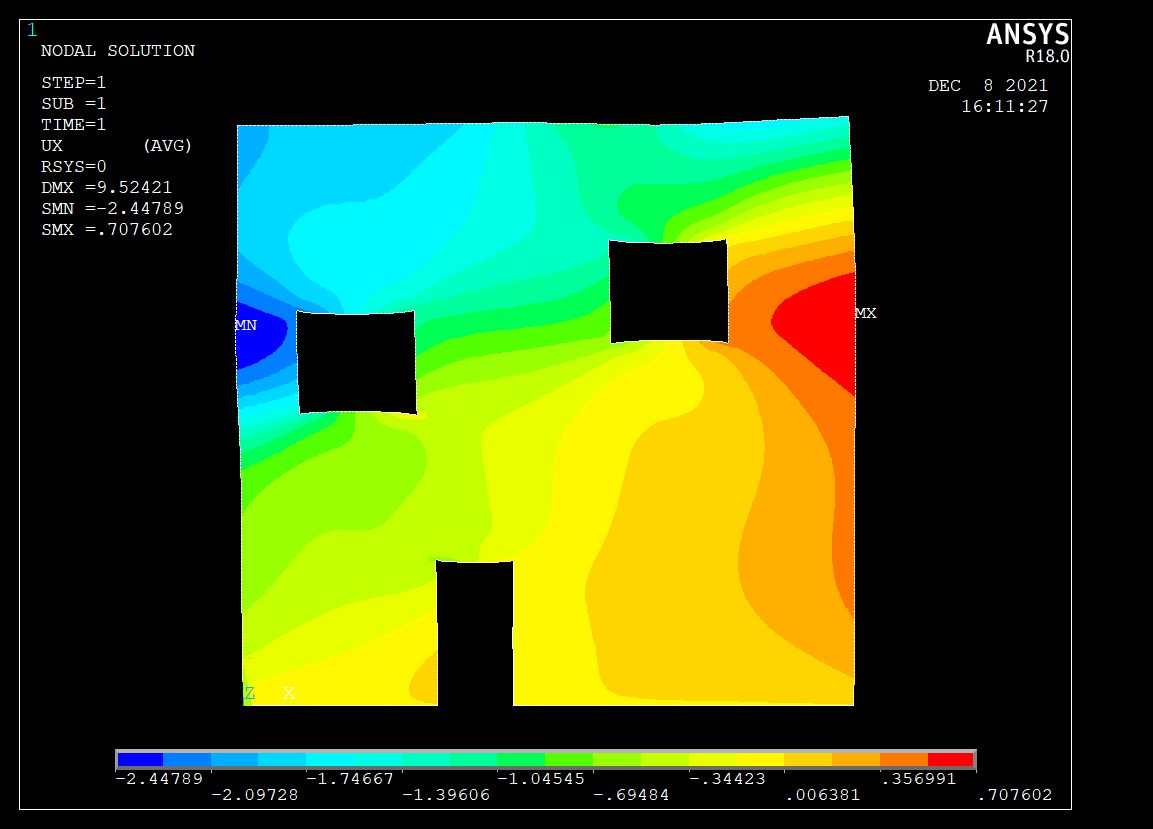 1
ANSYS
R18.0
NODAL SOLUTION
STEP=1
SUB =1
TIME=1
UX (AVG)
RSYS=0
DMX =9.52421
SMN =-2.44789
SMX =.707602
DEC 8 2021
16:11:27
MN
MX
Z X
-2.44789 -1.74667 -1.04545 -.34423 .356991
-2.09728 -1.39606 -.69484 .006381 .707602